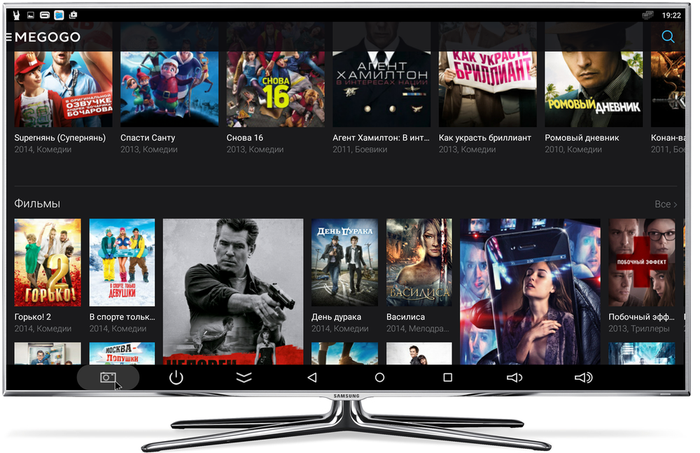 19:22
MEGOGO
ОЗВУЧКЕ
БОЧАРОВА
СНОВА
16
АГЕНТ
ХАМИЛТОН
В ИНТЕРЕСАХ НАЦИИ
КАК УКРАСТЬ
БРИЛЛИАНТ
РОМОВЫЙ ДНЕВНИК
Superнянь (Супернянь)
2014, Комедии
Спасти Санту
2013, Комедии
Снова 16
2013, Комедии
Агент Хамилтон: В инт...
2011, Боевики
Как украсть бриллиант
2011, Комедии
Ромовый дневник
2010, Комедии
Конан-ва
2011, Бое
Фильмы
Все
ГОРЬКО!
2
В СПОРТЕ ТОЛЬКО
ДЕВУШКИ
ДЕНЬ ДУРАКА
ВАСИЛИСА
ПОБОЧНЫЙ ЭФФЕКТ
Горько! 2
2014, Комедии
В спорте тольк...
2014, Комедии
День дурака
2014, Комедии
Василиса
2014, Мелодра...
Побочный эфф...
2013, Триллеры
МОСКВА-
ЛОПУШКИ
SAMSUNG